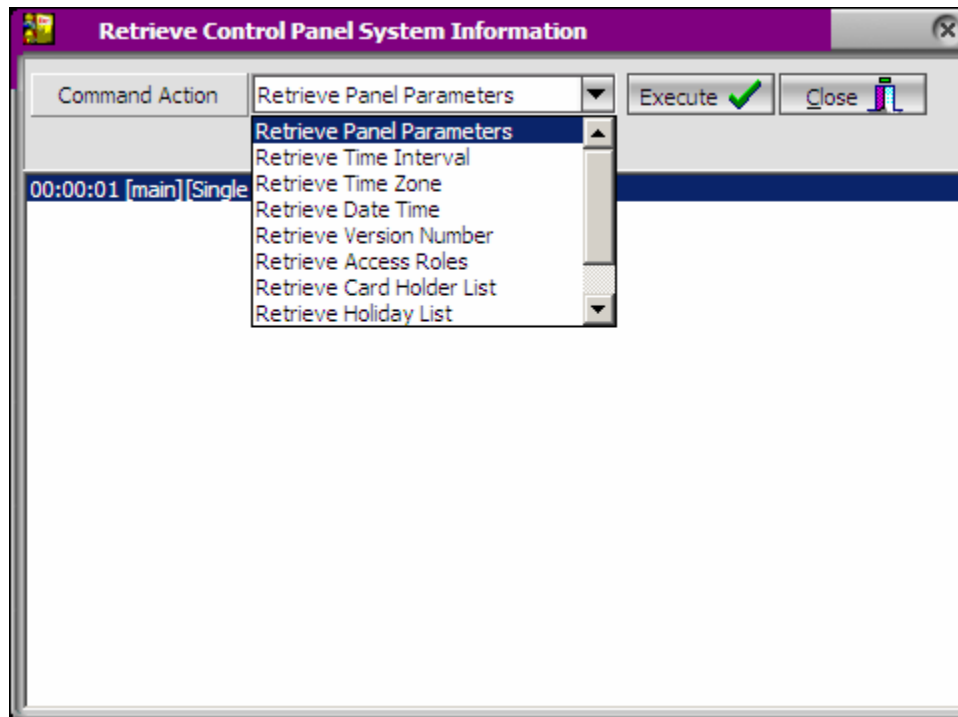 Retrieve Control Panel System Information
Command Action Retrieve Panel Parameters Execute Close
Retrieve Panel Parameters
Retrieve Time Interval
00:00:01 [main][Single Retrieve Time Zone
Retrieve Date Time
Retrieve Version Number
Retrieve Access Roles
Retrieve Card Holder List
Retrieve Holiday List